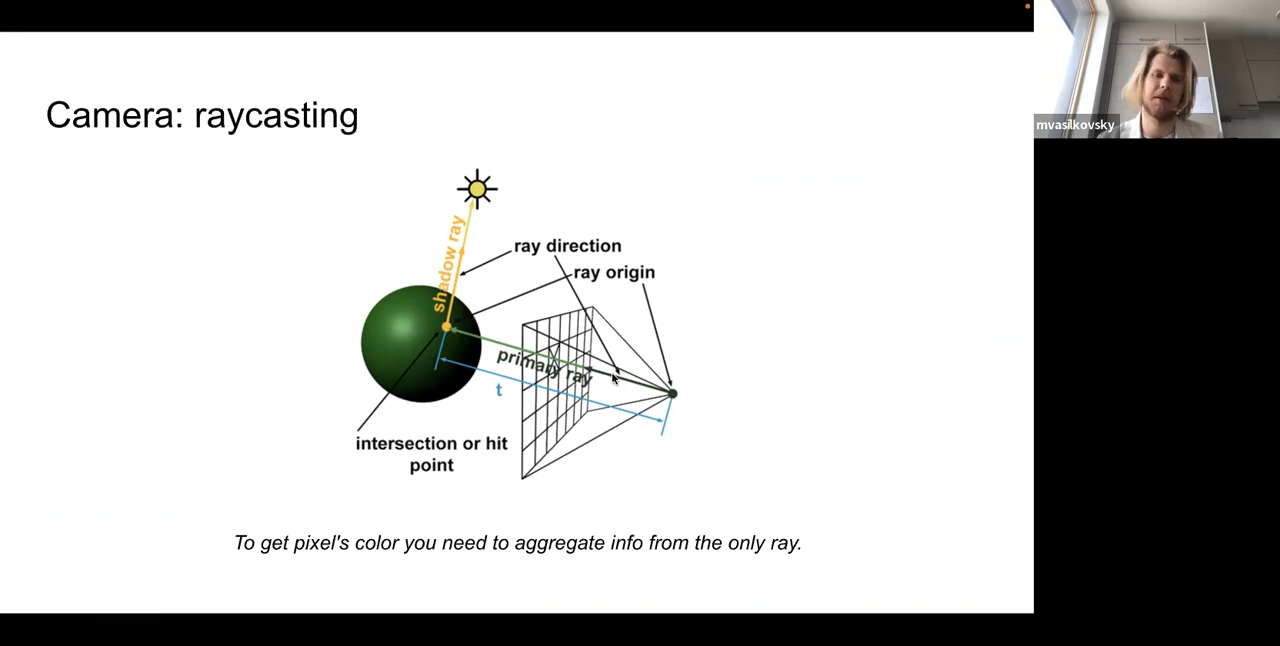 Camera: raycasting
mvasilkovsky
shadow ray
ray direction
ray origin
primary ray
t
intersection or hit
point
To get pixel's color you need to aggregate info from the only ray.